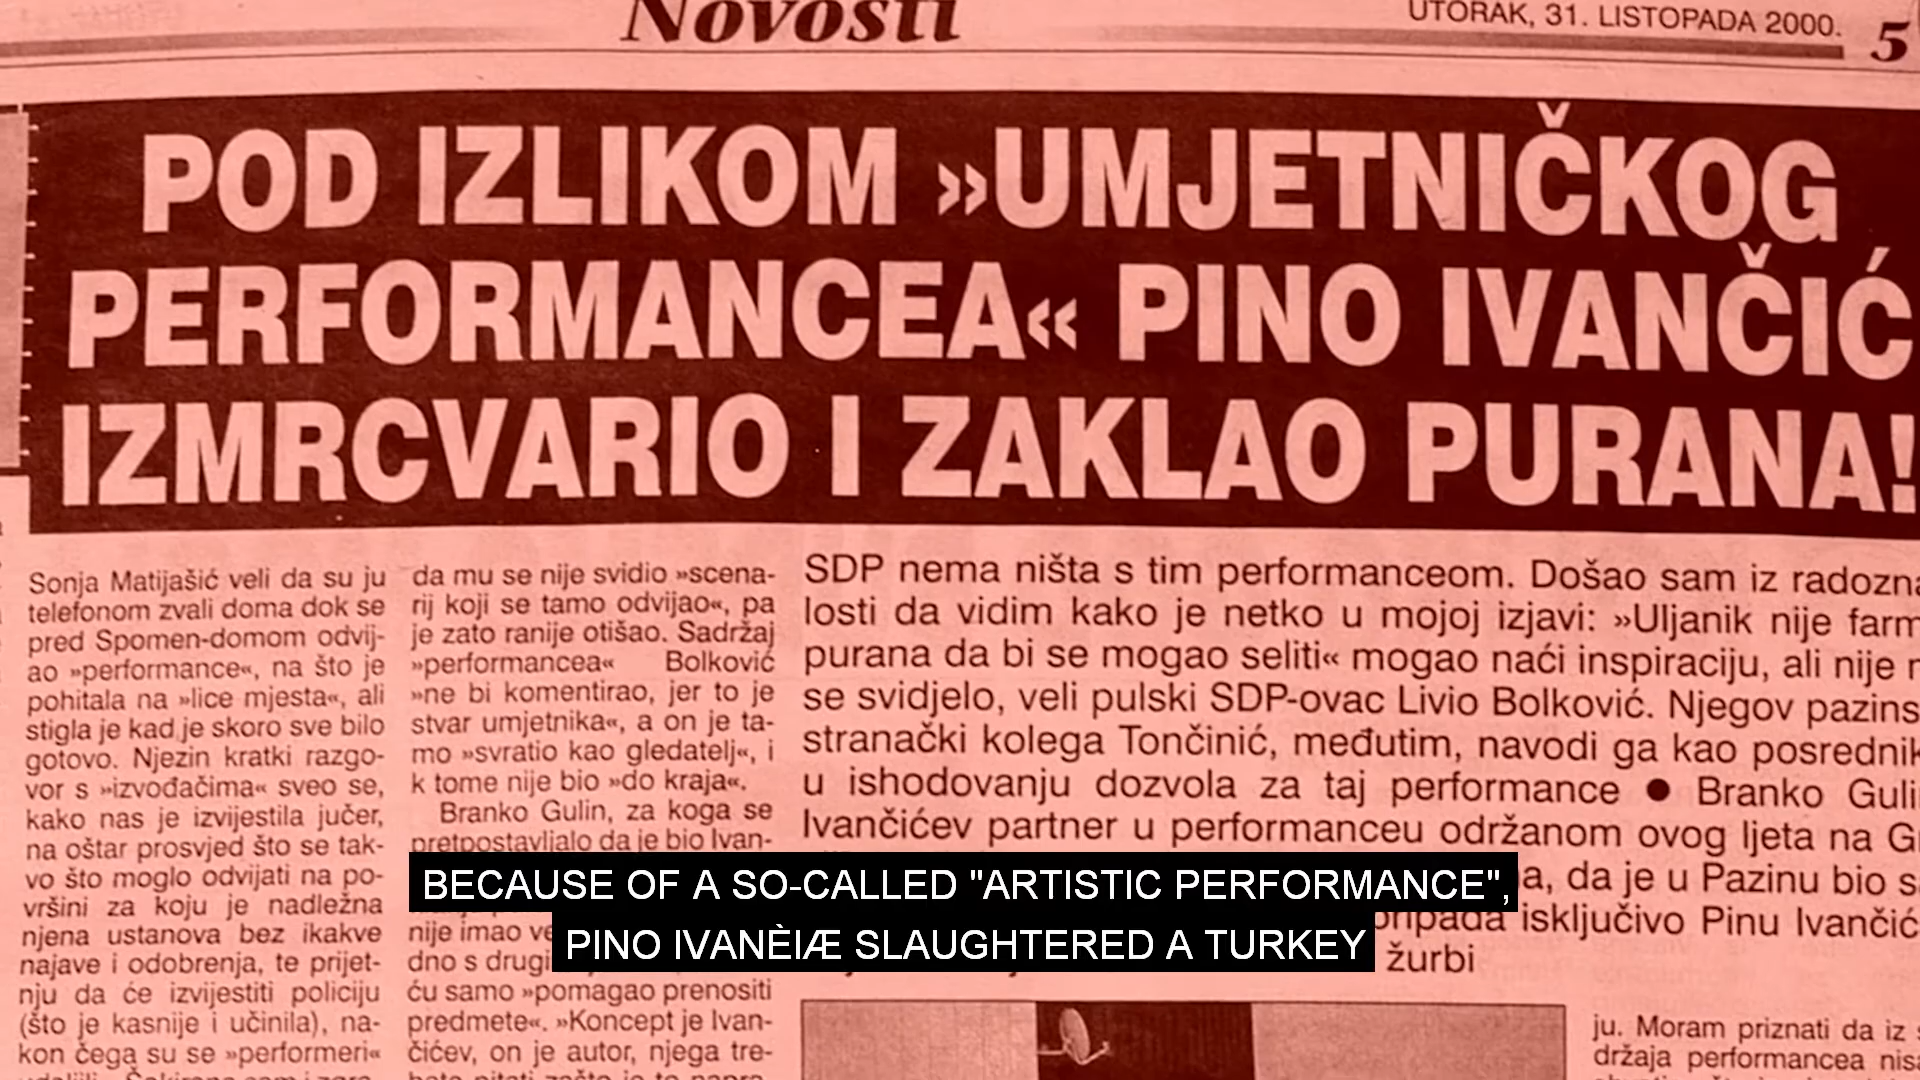 Novosti
UTORAK, 31. LISTOPADA 2000.
5
POD IZLIKOM »UMJETNIČKOG
PERFORMANCEA« PINO IVANČIĆ
IZMRCVARIO I ZAKLAO PURANA!
Sonja Matijašić veli da su ju
telefonom zvali doma dok se
pred Spomen-domom odvij-
ao »performance«, na što je
pohitala na »lice mjesta«, ali
stigla je kad je skoro sve bilo
gotovo. Njezin kratki razgo-
vor s »izvođačima« sveo se,
kako nas je izvijestila jučer,
na oštar prosvjed što se tak-
vo što moglo odvijati na po-
vršini za koju je nadležna
njena ustanova bez ikakve
najave i odobrenja, te prijet-
nju da će izvijestiti policiju
(što je kasnije i učinila), na-
kon čega su se »performeri«
da mu se nije svidio »scena-
rij koji se tamo odvijao«, pa
je zato ranije otišao. Sadržaj
»performancea« Bolković
»ne bi komentirao, jer to je
stvar umjetnika«, a on je ta-
mo »svratio kao gledatelj«, i
k tome nije bio »do kraja«.
Branko Gulin, za koga se
pretpostavljalo da je bio Ivan-
nije imao
dno s drugi
ću samo »pomagao prenositi
predmete«. »Koncept je Ivan-
čićev, on je autor, njega tre-
SDP nema ništa s tim performanceom. Došao sam iz radozna
losti da vidim kako je netko u mojoj izjavi: »Uljanik nije farm
purana da bi se mogao seliti« mogao naći inspiraciju, ali nije
se svidjelo, veli pulski SDP-ovac Livio Bolković. Njegov pazins
stranački kolega Tončinić, međutim, navodi ga kao posrednik
u ishodovanju dozvola za taj performance ● Branko Guli
Ivančićev partner u performanceu održanom ovog ljeta na
da je u Pazinu bio
isključivo Pinu Ivančić
žurbi
ju. Moram priznati da iz
držaja performancea nisa
BECAUSE OF A SO-CALLED "ARTISTIC PERFORMANCE",
PINO IVANÈIÆ SLAUGHTERED A TURKEY